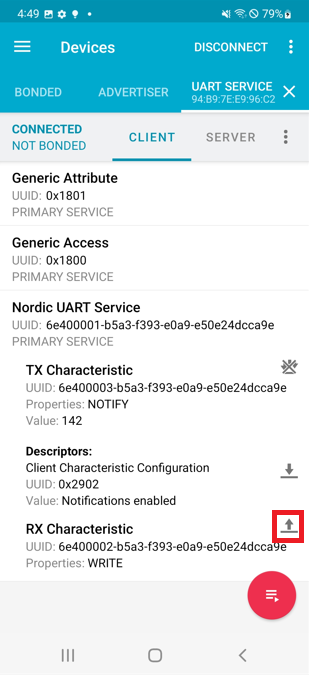 4:49 79%
Devices DISCONNECT
BONDED ADVERTISER UART SERVICE
94:B9:7E:E9:96:C2
CONNECTED
NOT BONDED CLIENT SERVER
Generic Attribute
UUID: 0x1801
PRIMARY SERVICE
Generic Access
UUID: 0x1800
PRIMARY SERVICE
Nordic UART Service
UUID: 6e400001-b5a3-f393-e0a9-e50e24dcca9e
PRIMARY SERVICE
TX Characteristic
UUID: 6e400003-b5a3-f393-e0a9-e50e24dcca9e
Properties: NOTIFY
Value: 142
Descriptors:
Client Characteristic Configuration
UUID: 0x2902
Value: Notifications enabled
RX Characteristic
UUID: 6e400002-b5a3-f393-e0a9-e50e24dcca9e
Properties: WRITE